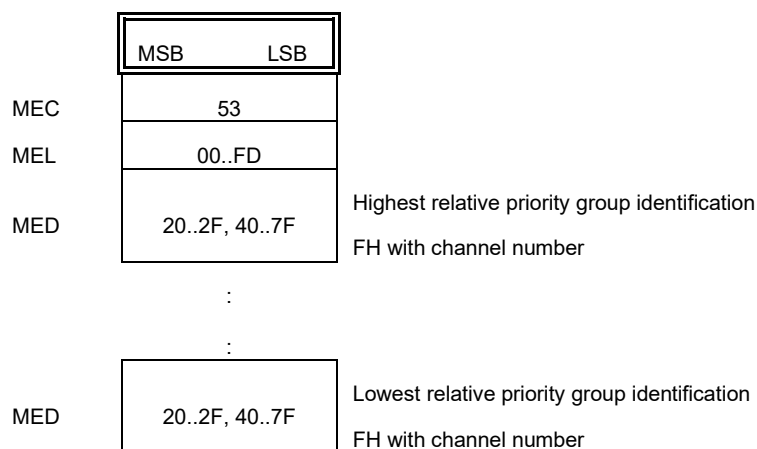 MSB LSB
MEC 53
MEL 00..FD
Highest relative priority group identification
MED 20..2F, 40..7F
FH with channel number
:
:
Lowest relative priority group identification
MED 20..2F, 40..7F
FH with channel number